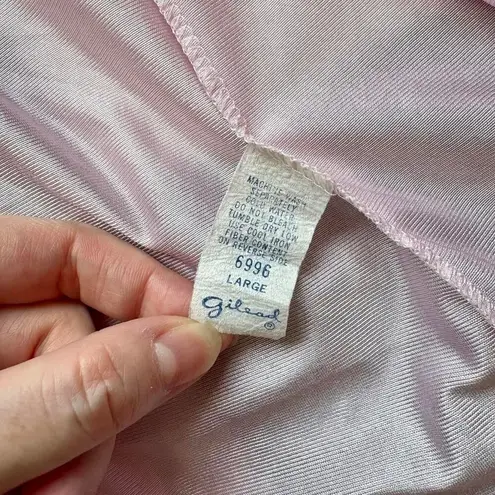 MACHINE WASH
SEPARATELY
COLD WATER
DO NOT BLEACH
TUMBLE DRY LOW
USE COOL IRON
FIBER CONTENT
ON REVERSE SIDE
6996
LARGE
gilead ®